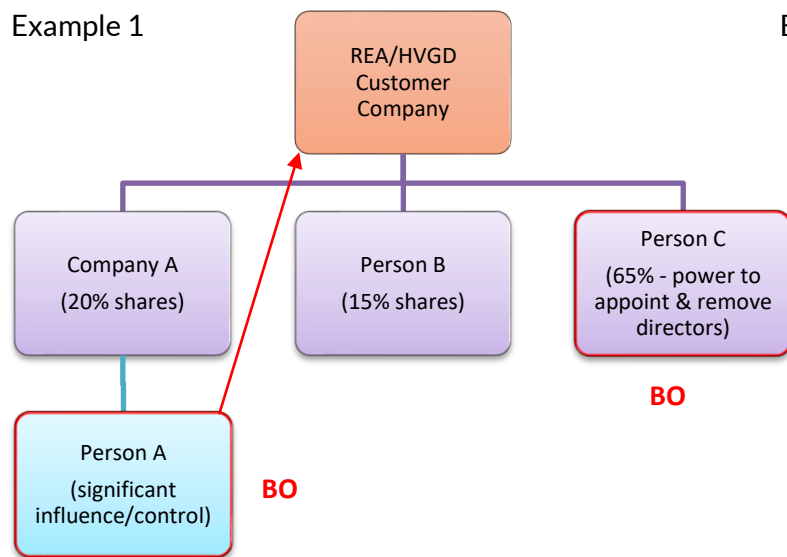 Example 1
REA/HVGD
Customer
Company
Company A
(20% shares)
Person B
(15% shares)
Person C
(65% - power to
appoint & remove
directors)
BO
Person A
(significant
influence/control)
BO